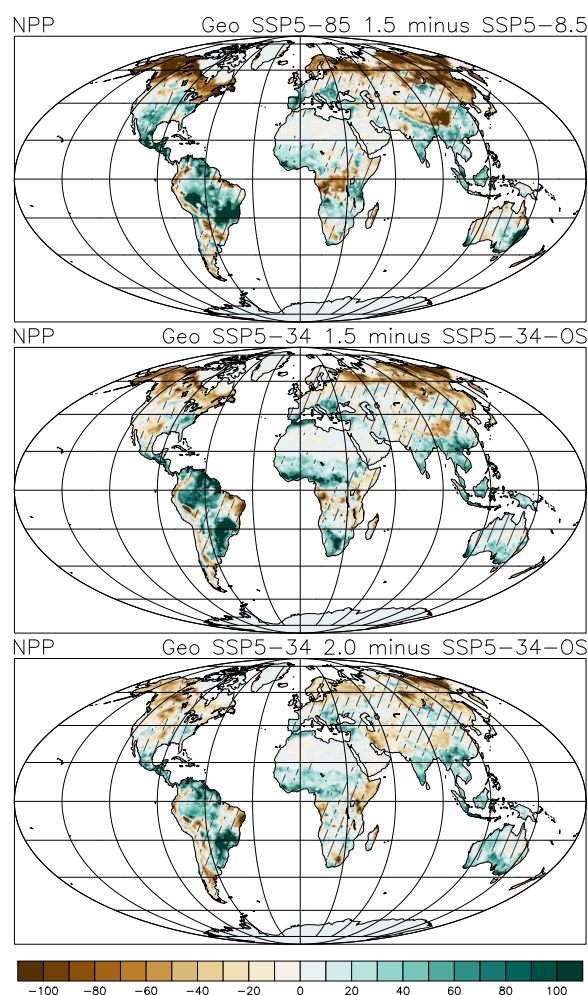 NPP Geo SSP5-85 1.5 minus SSP5-8.5
NPP Geo SSP5-34 1.5 minus SSP5-34-OS
NPP Geo SSP5-34 2.0 minus SSP5-34-OS
-100 -80 -60 -40 -20 0 20 40 60 80 100